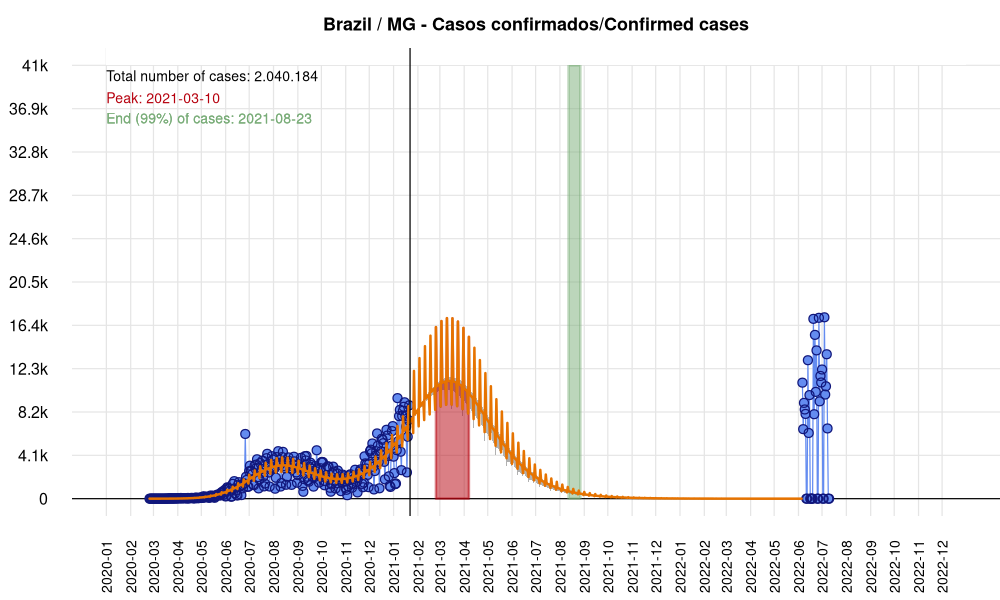 Brazil / MG - Casos confirmados/Confirmed cases
Total number of cases: 2.040.184
Peak: 2021-03-10
End (99%) of cases: 2021-08-23
41k
36.9k
32.8k
28.7k
24.6k
20.5k
16.4k
12.3k
8.2k
4.1k
0
2020-01
2020-02
2020-03
2020-04
2020-05
2020-06
2020-07
2020-08
2020-09
2020-10
2020-11
2020-12
2021-01
2021-02
2021-03
2021-04
2021-05
2021-06
2021-07
2021-08
2021-09
2021-10
2021-11
2021-12
2022-01
2022-02
2022-03
2022-04
2022-05
2022-06
2022-07
2022-08
2022-09
2022-10
2022-11
2022-12